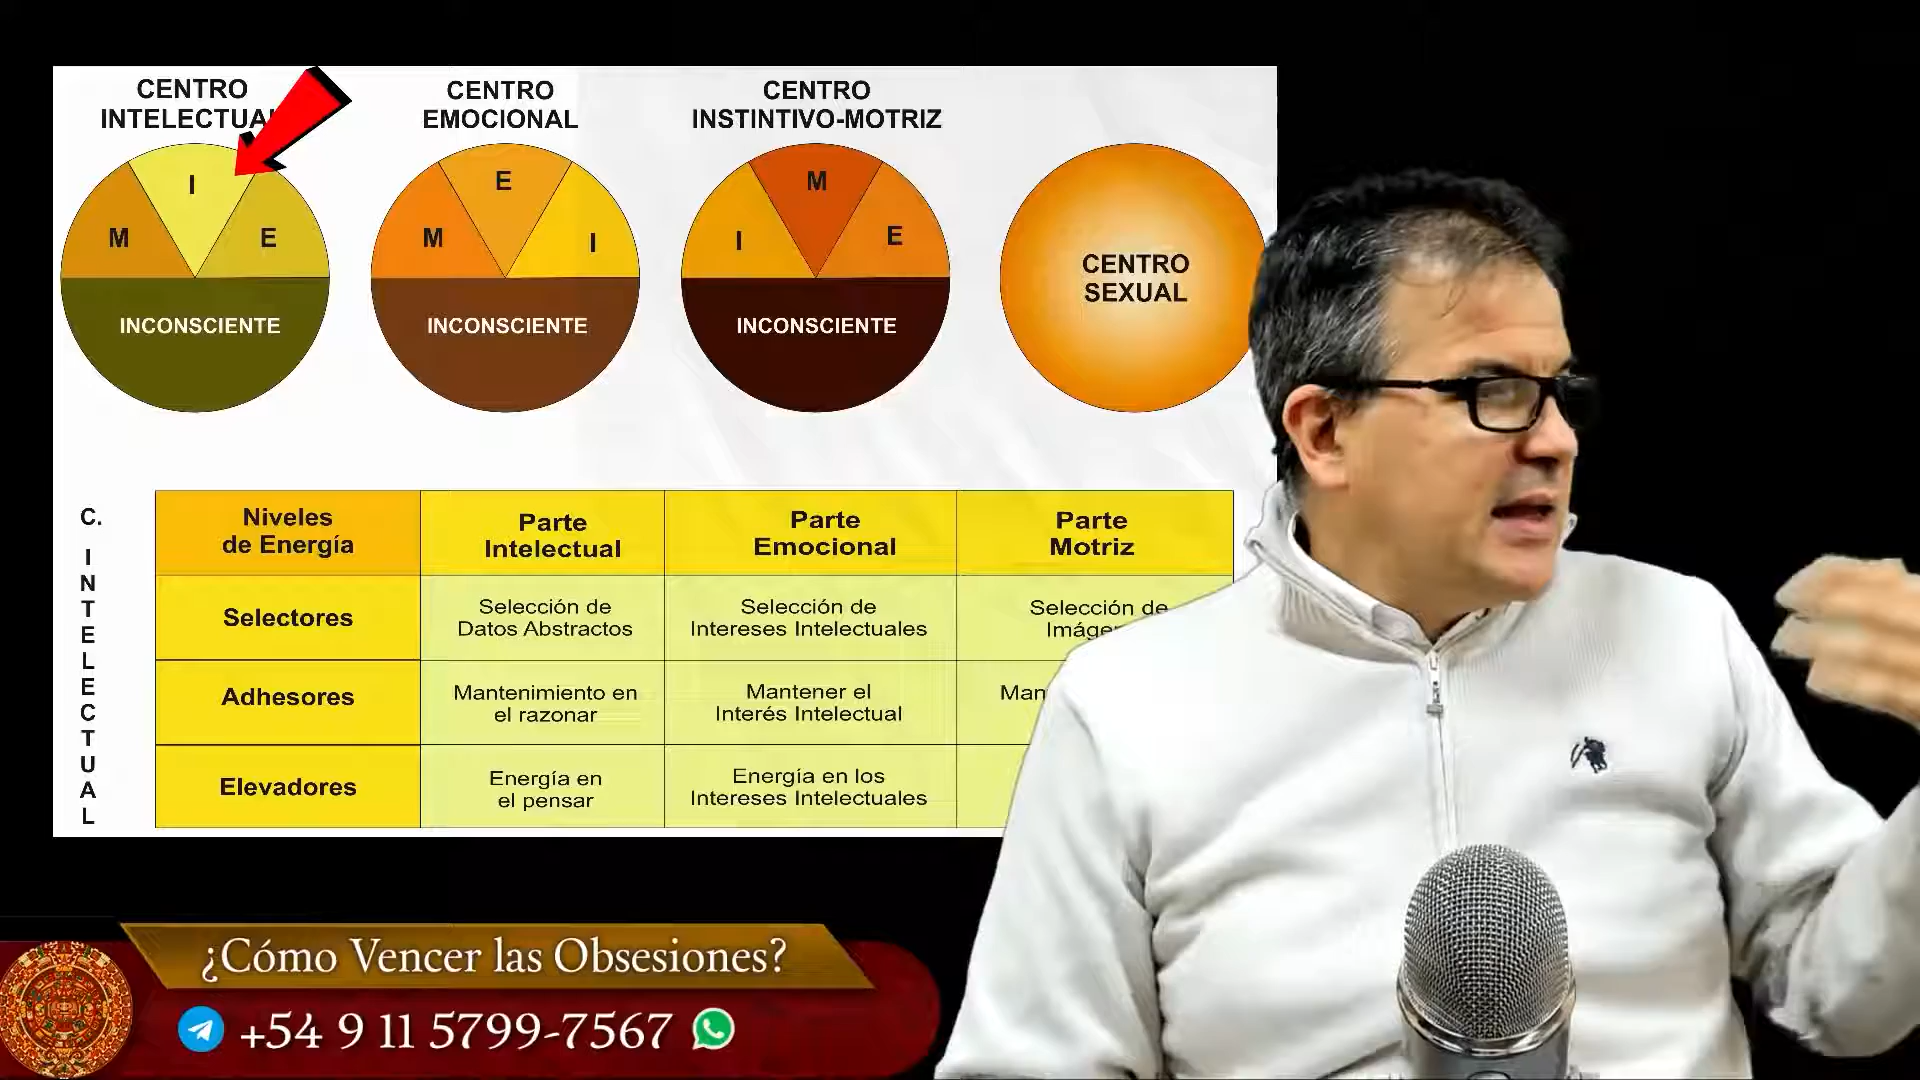 CENTRO
INTELECTUA
CENTRO
EMOCIONAL
CENTRO
INSTINTIVO-MOTRIZ
M
I
E
INCONSCIENTE
M
E
I
INCONSCIENTE
I
M
E
INCONSCIENTE
CENTRO
SEXUAL
C.
INTELECTUAL
Niveles
de Energía
Parte
Intelectual
Parte
Emocional
Parte
Motriz
Selectores
Selección de
Datos Abstractos
Selección de
Intereses Intelectuales
Selección de
Adhesores
Mantenimiento en
el razonar
Mantener el
Interés Intelectual
Elevadores
Energía en
el pensar
Energía en los
Intereses Intelectuales
¿Cómo Vencer las Obsesiones?
+54 9 11 5799-7567